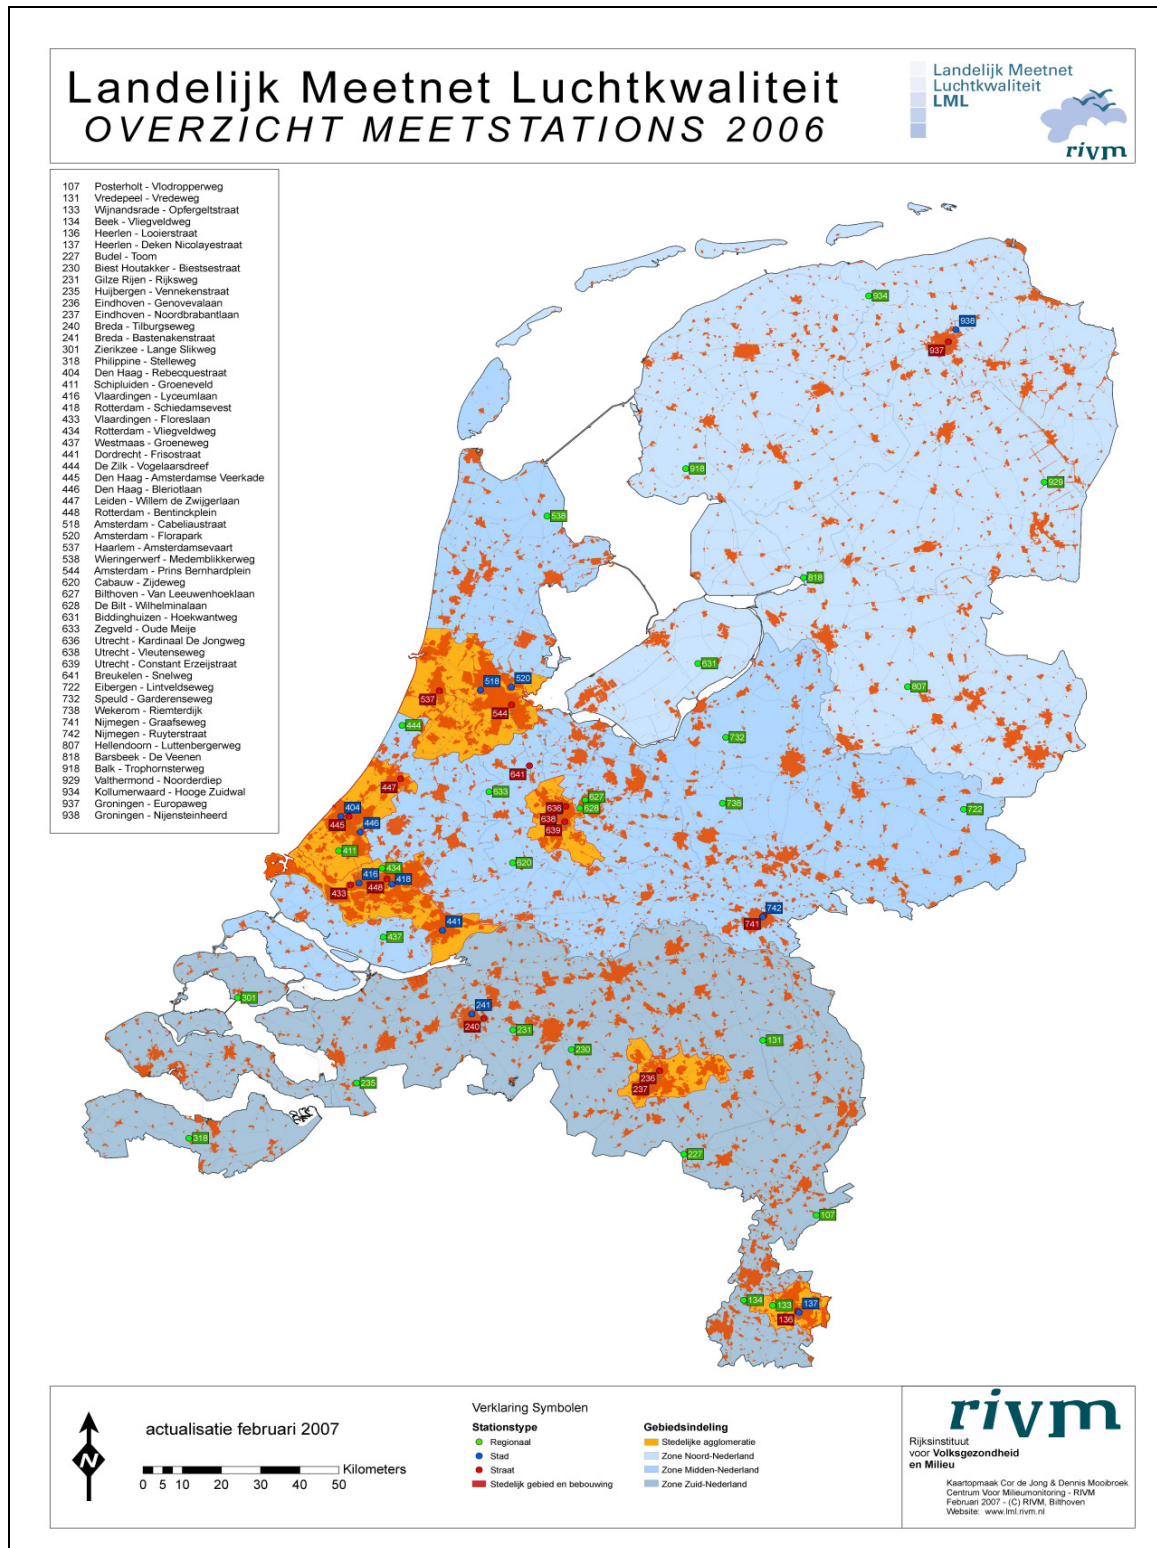 Landelijk Meetnet Luchtkwaliteit
OVERZICHT MEETSTATIONS 2006
Landelijk Meetnet
Luchtkwaliteit
LML
rivm
107 Posterholt - Vlodropperweg
131 Vredepeel - Vredeweg
133 Wijnandsrade - Opfergeltstraat
134 Beek - Vliegveldweg
136 Heerlen - Looierstraat
137 Heerlen - Deken Nicolayestraat
227 Budel - Toom
230 Biest Houtakker - Biestsestraat
231 Gilze Rijen - Rijksweg
235 Huijbergen - Vennekenstraat
236 Eindhoven - Genovevalaan
237 Eindhoven - Noordbrabantlaan
240 Breda - Tilburgseweg
241 Breda - Bastenakenstraat
301 Zierikzee - Lange Slikweg
318 Philippine - Stelleweg
404 Den Haag - Rebecquestraat
411 Schipluiden - Groeneveld
416 Vlaardingen - Lyceumlaan
418 Rotterdam - Schiedamsevest
433 Vlaardingen - Floreslaan
434 Rotterdam - Vliegveldweg
437 Westmaas - Groeneweg
441 Dordrecht - Frisostraat
444 De Zilk - Vogelaarsdreef
445 Den Haag - Amsterdamse Veerkade
446 Den Haag - Bleriotlaan
447 Leiden - Willem de Zwijgerlaan
448 Rotterdam - Bentinckplein
518 Amsterdam - Cabeliaustraat
520 Amsterdam - Florapark
537 Haarlem - Amsterdamsevaart
538 Wieringerwerf - Medemblikkerweg
544 Amsterdam - Prins Bernhardplein
620 Cabauw - Zijdeweg
627 Bilthoven - Van Leeuwenhoeklaan
628 De Bilt - Wilhelminalaan
631 Biddinghuizen - Hoekwantweg
633 Zegveld - Oude Meije
636 Utrecht - Kardinaal De Jongweg
638 Utrecht - Vleutenseweg
639 Utrecht - Constant Erzeijstraat
641 Breukelen - Snelweg
722 Eibergen - Lintveldseweg
732 Speuld - Garderenseweg
738 Wekerom - Riemterdijk
741 Nijmegen - Graafseweg
742 Nijmegen - Ruyterstraat
807 Hellendoorn - Luttenbergerweg
818 Barsbeek - De Veenen
918 Balk - Trophornsterweg
929 Valthermond - Noorderdiep
934 Kollumerwaard - Hooge Zuidwal
937 Groningen - Europaweg
938 Groningen - Nijensteinheerd
934
938
937
918
929
538
818
631
807
518
520
537
544
444
732
641
447
633
627
636
628
738
722
404
445
446
638
639
411
434
416
418
433
448
620
742
741
441
437
301
241
240
231
230
131
236
237
235
318
227
107
134
133
137
136
N
actualisatie februari 2007
Kilometers
0 5 10 20 30 40 50
Verklaring Symbolen
Stationstype
Regionaal
Stad
Straat
Stedelijk gebied en bebouwing
Gebiedsindeling
Stedelijke agglomeratie
Zone Noord-Nederland
Zone Midden-Nederland
Zone Zuid-Nederland
rivm
Rijksinstituut
voor Volksgezondheid
en Milieu
Kaartopmaak Cor de Jong & Dennis Mooibroek
Centrum Voor Milieumonitoring - RIVM
Februari 2007 - (C) RIVM, Bilthoven
Website: www.lml.rivm.nl